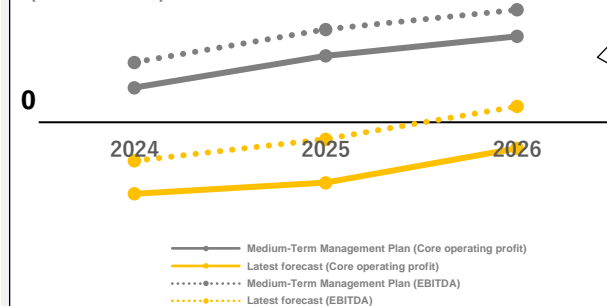 0
2024 2025 2026
Medium-Term Management Plan (Core operating profit)
Latest forecast (Core operating profit)
Medium-Term Management Plan (EBITDA)
Latest forecast (EBITDA)